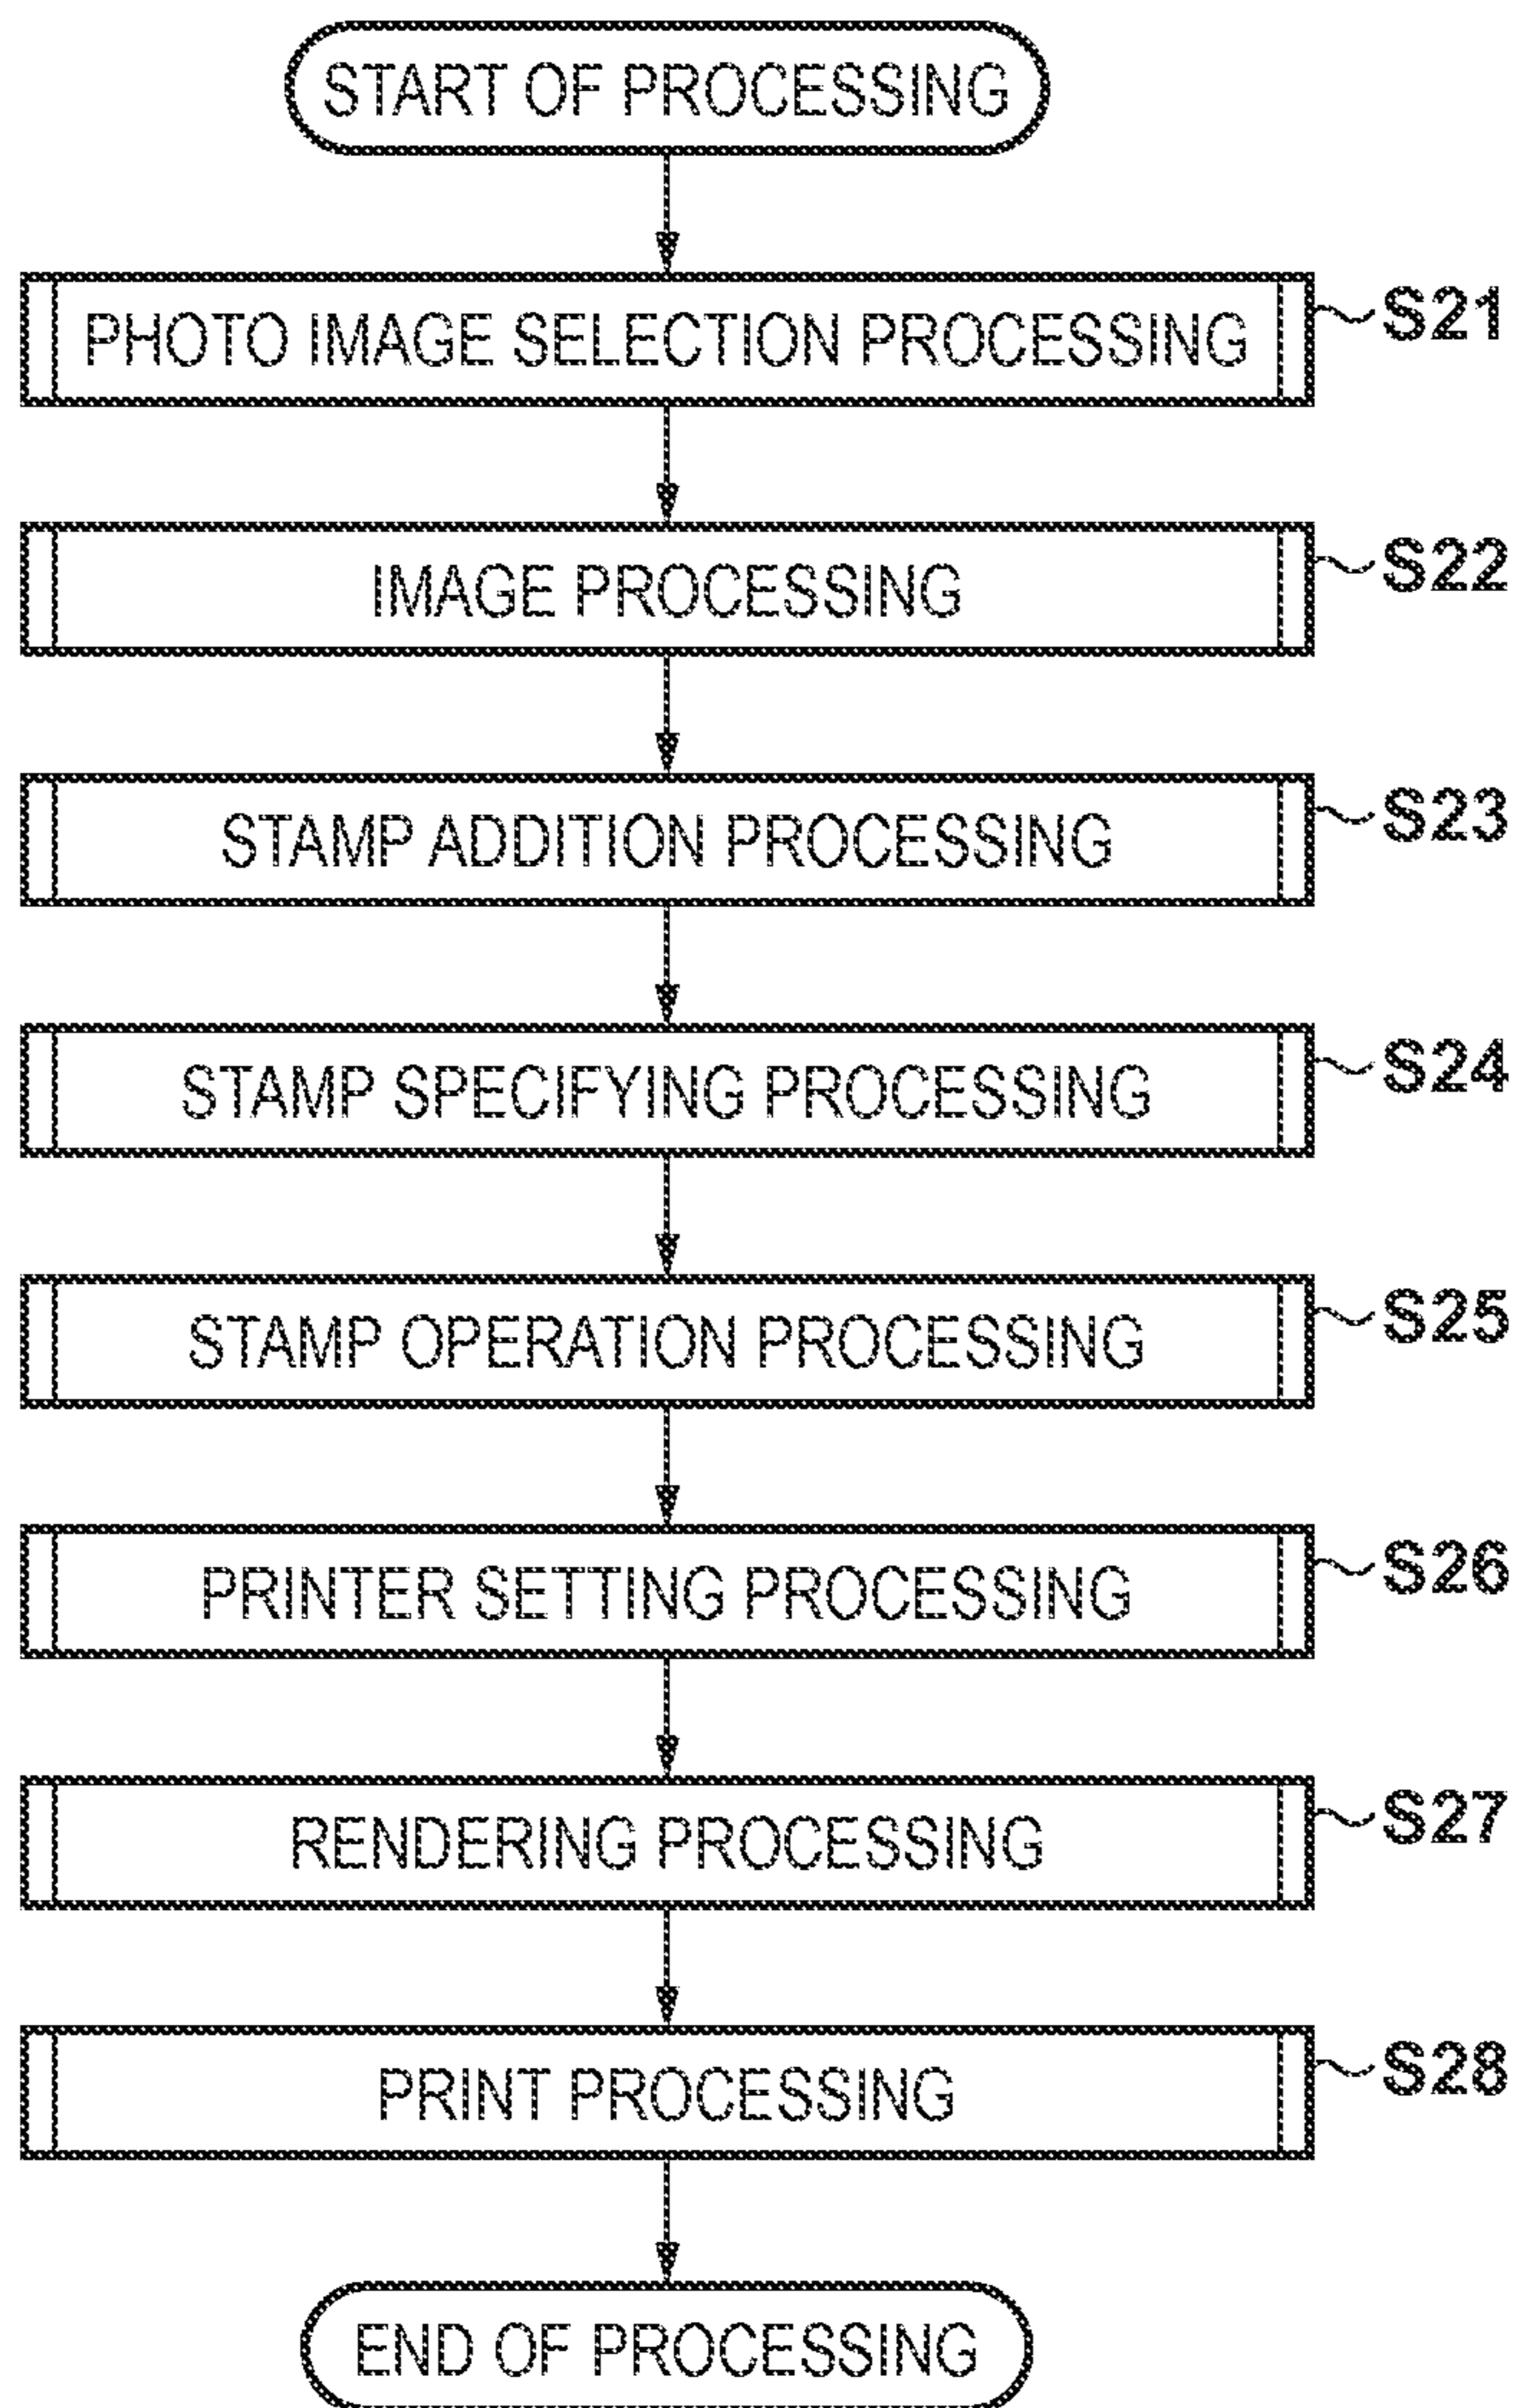 START OF PROCESSING
PHOTO IMAGE SELECTION PROCESSING S21
IMAGE PROCESSING S22
STAMP ADDITION PROCESSING S23
STAMP SPECIFYING PROCESSING S24
STAMP OPERATION PROCESSING S25
PRINTER SETTING PROCESSING S26
RENDERING PROCESSING S27
PRINT PROCESSING S28
END OF PROCESSING